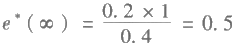 e*(∞) = 0.2 × 1 / 0.4 = 0.5